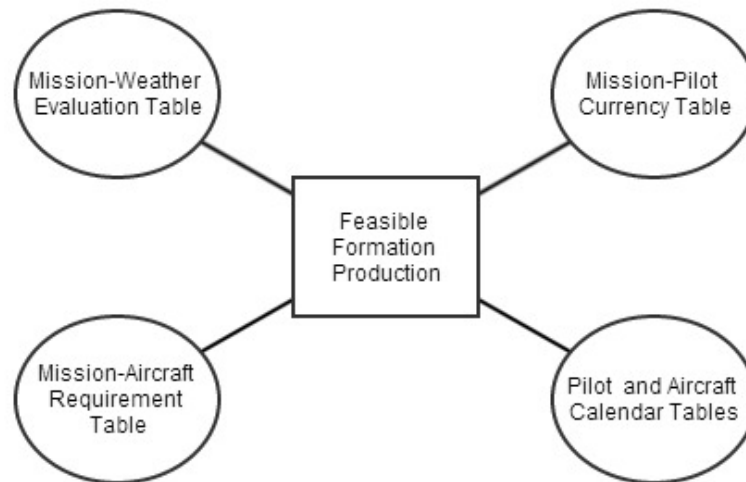 Mission-Weather
Evaluation Table
Mission-Pilot
Currency Table
Feasible
Formation
Production
Mission-Aircraft
Requirement
Table
Pilot and Aircraft
Calendar Tables